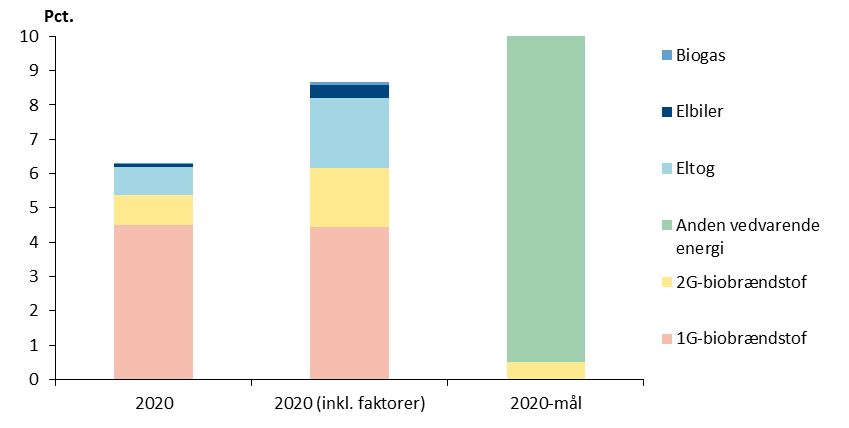 Pct.
10
9
8
7
6
5
4
3
2
1
0
2020
2020 (inkl. faktorer)
2020-mål
Biogas
Elbiler
Eltog
Anden vedvarende
energi
2G-biobrændstof
1G-biobrændstof